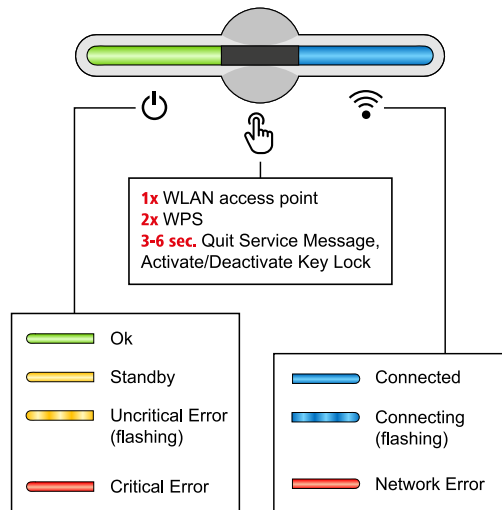 1x WLAN access point
2x WPS
3-6 sec. Quit Service Message,
Activate/Deactivate Key Lock
Ok
Standby
Uncritical Error
(flashing)
Critical Error
Connected
Connecting
(flashing)
Network Error